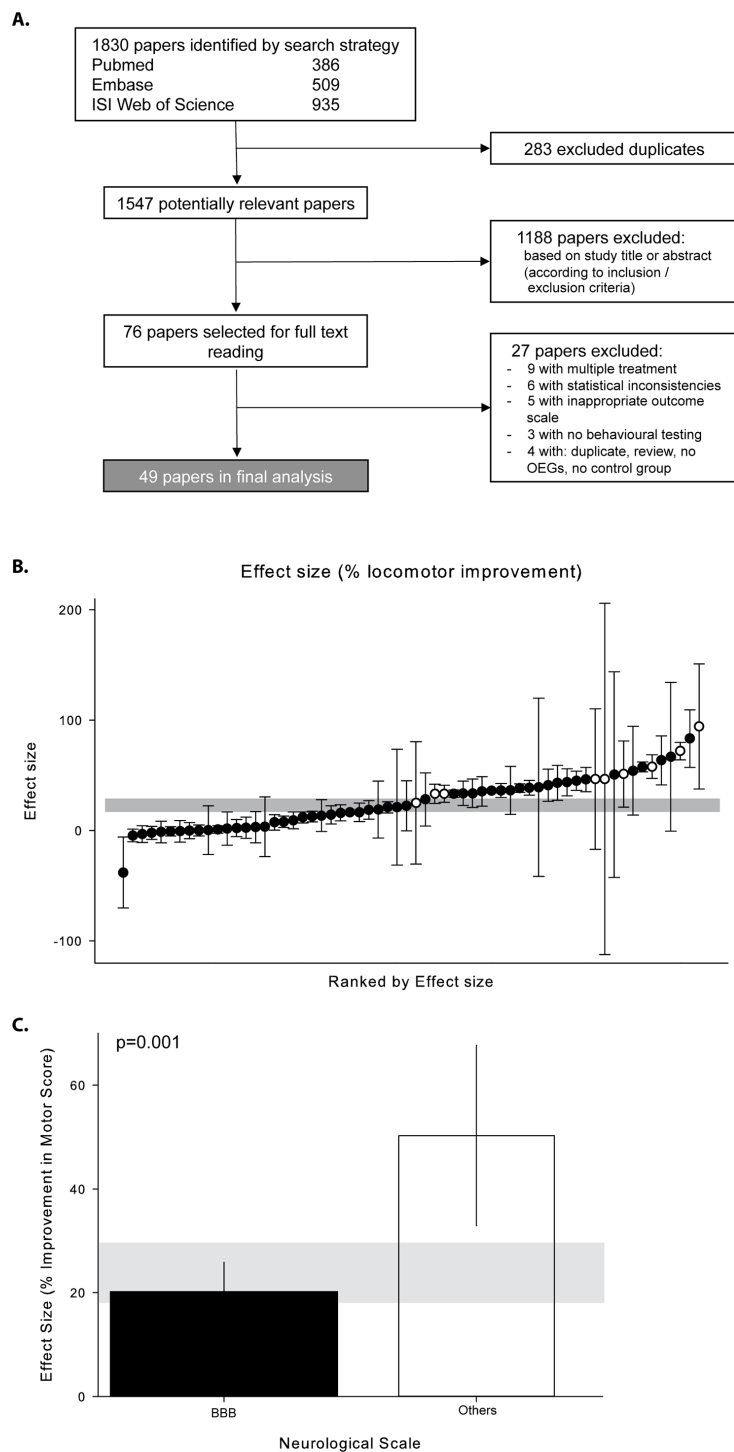 A.
1830 papers identified by search strategy
Pubmed 386
Embase 509
ISI Web of Science 935
283 excluded duplicates
1547 potentially relevant papers
1188 papers excluded:
based on study title or abstract
(according to inclusion /
exclusion criteria)
76 papers selected for full text
reading
27 papers excluded:
- 9 with multiple treatment
- 6 with statistical inconsistencies
- 5 with inappropriate outcome
scale
- 3 with no behavioural testing
- 4 with: duplicate, review, no
OEGs, no control group
49 papers in final analysis
B.
Effect size (% locomotor improvement)
200
100
0
-100
Effect size
Ranked by Effect size
C.
p=0.001
60
40
20
0
Effect Size (% Improvement in Motor Score)
BBB
Others
Neurological Scale